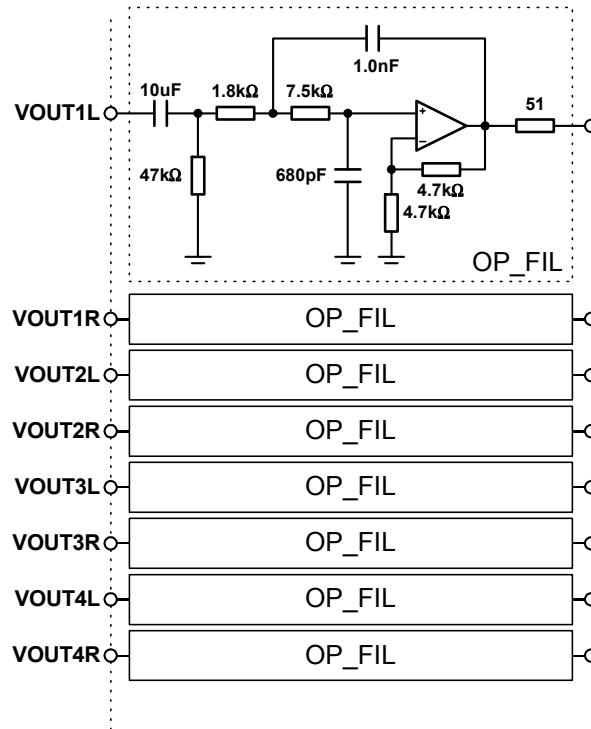 1.0nF
10uF
1.8kΩ
7.5kΩ
51
VOUT1L
+
−
47kΩ
680pF
4.7kΩ
4.7kΩ
OP_FIL
VOUT1R OP_FIL
VOUT2L OP_FIL
VOUT2R OP_FIL
VOUT3L OP_FIL
VOUT3R OP_FIL
VOUT4L OP_FIL
VOUT4R OP_FIL